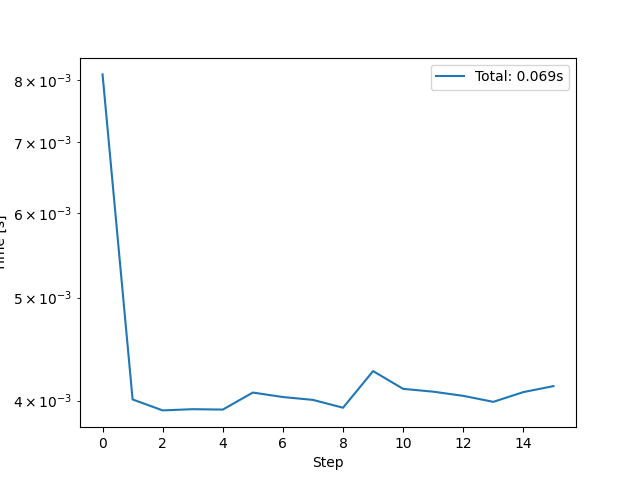 Total: 0.069s
8 × 10⁻³
7 × 10⁻³
6 × 10⁻³
5 × 10⁻³
4 × 10⁻³
Time [s]
0 2 4 6 8 10 12 14
Step